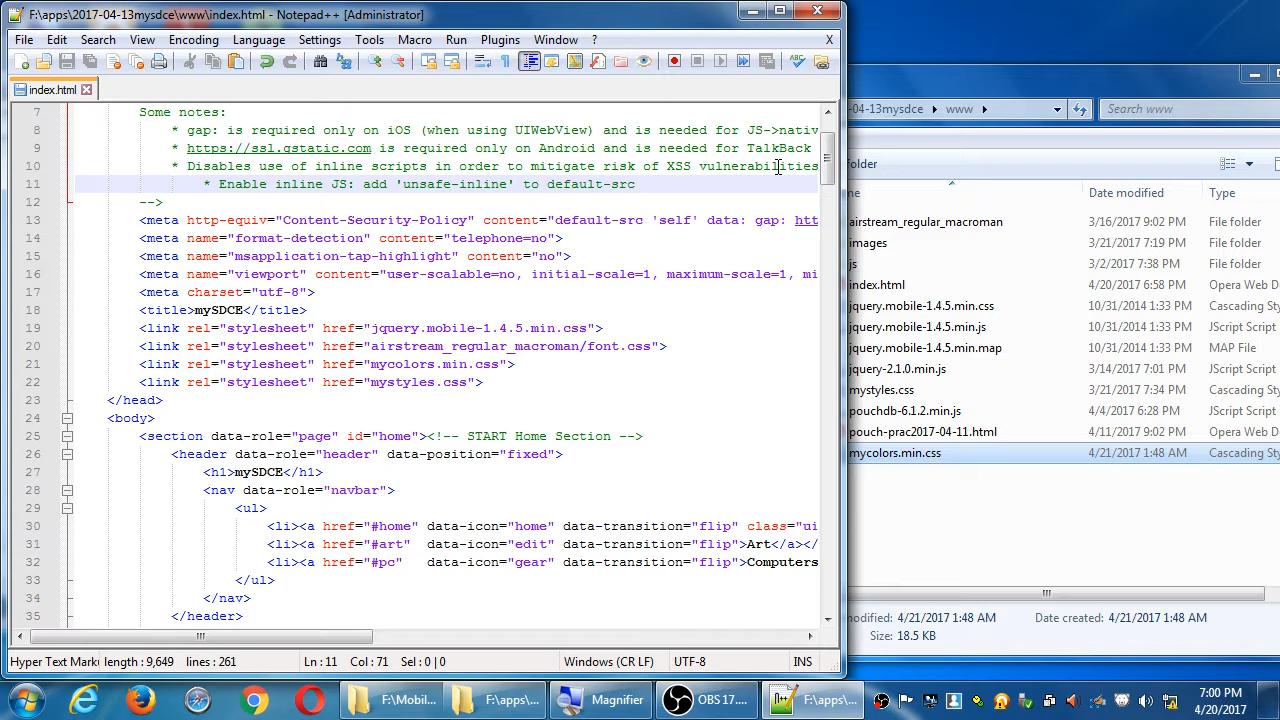 F:\apps\2017-04-13mysdce\www\index.html - Notepad++ [Administrator]
File Edit Search View Encoding Language Settings Tools Macro Run Plugins Window ? X
index.html
7 Some notes:
8 * gap: is required only on iOS (when using UIWebView) and is needed for JS->nativ
9 * https://ssl.gstatic.com is required only on Android and is needed for TalkBack
10 * Disables use of inline scripts in order to mitigate risk of XSS vulnerabilities
11 * Enable inline JS: add 'unsafe-inline' to default-src
12 -->
13 <meta http-equiv="Content-Security-Policy" content="default-src 'self' data: gap: htt
14 <meta name="format-detection" content="telephone=no">
15 <meta name="msapplication-tap-highlight" content="no">
16 <meta name="viewport" content="user-scalable=no, initial-scale=1, maximum-scale=1, mi
17 <meta charset="utf-8">
18 <title>mySDCE</title>
19 <link rel="stylesheet" href="jquery.mobile-1.4.5.min.css">
20 <link rel="stylesheet" href="airstream_regular_macroman/font.css">
21 <link rel="stylesheet" href="mycolors.min.css">
22 <link rel="stylesheet" href="mystyles.css">
23 </head>
24 <body>
25 <section data-role="page" id="home"><!-- START Home Section -->
26 <header data-role="header" data-position="fixed">
27 <h1>mySDCE</h1>
28 <nav data-role="navbar">
29 <ul>
30 <li><a href="#home" data-icon="home" data-transition="flip" class="ui
31 <li><a href="#art" data-icon="edit" data-transition="flip">Art</a></
32 <li><a href="#pc" data-icon="gear" data-transition="flip">Computers
33 </ul>
34 </nav>
35 </header>
Hyper Text Mark length : 9,649 lines : 261 Ln : 11 Col : 71 Sel : 0 | 0 Windows (CR LF) UTF-8 INS
-04-13mysdce www Search www
older
Name Date modified Type
airstream_regular_macroman 3/16/2017 9:02 PM File folder
images 3/21/2017 7:19 PM File folder
js 3/2/2017 7:38 PM File folder
index.html 4/20/2017 6:58 PM Opera Web D
jquery.mobile-1.4.5.min.css 10/31/2014 1:33 PM Cascading Sty
jquery.mobile-1.4.5.min.js 10/31/2014 1:33 PM JScript Script
jquery.mobile-1.4.5.min.map 10/31/2014 1:33 PM MAP File
jquery-2.1.0.min.js 3/14/2017 7:01 PM JScript Script
mystyles.css 3/21/2017 7:34 PM Cascading Sty
pouchdb-6.1.2.min.js 4/4/2017 6:28 PM JScript Script
pouch-prac2017-04-11.html 4/11/2017 9:02 PM Opera Web D
mycolors.min.css 4/21/2017 1:48 AM Cascading Sty
modified: 4/21/2017 1:48 AM Date created: 4/21/2017 1:48 AM
Size: 18.5 KB
F:\Mobil... F:\apps\... Magnifier OBS 17.... F:\apps\...
7:00 PM
4/20/2017